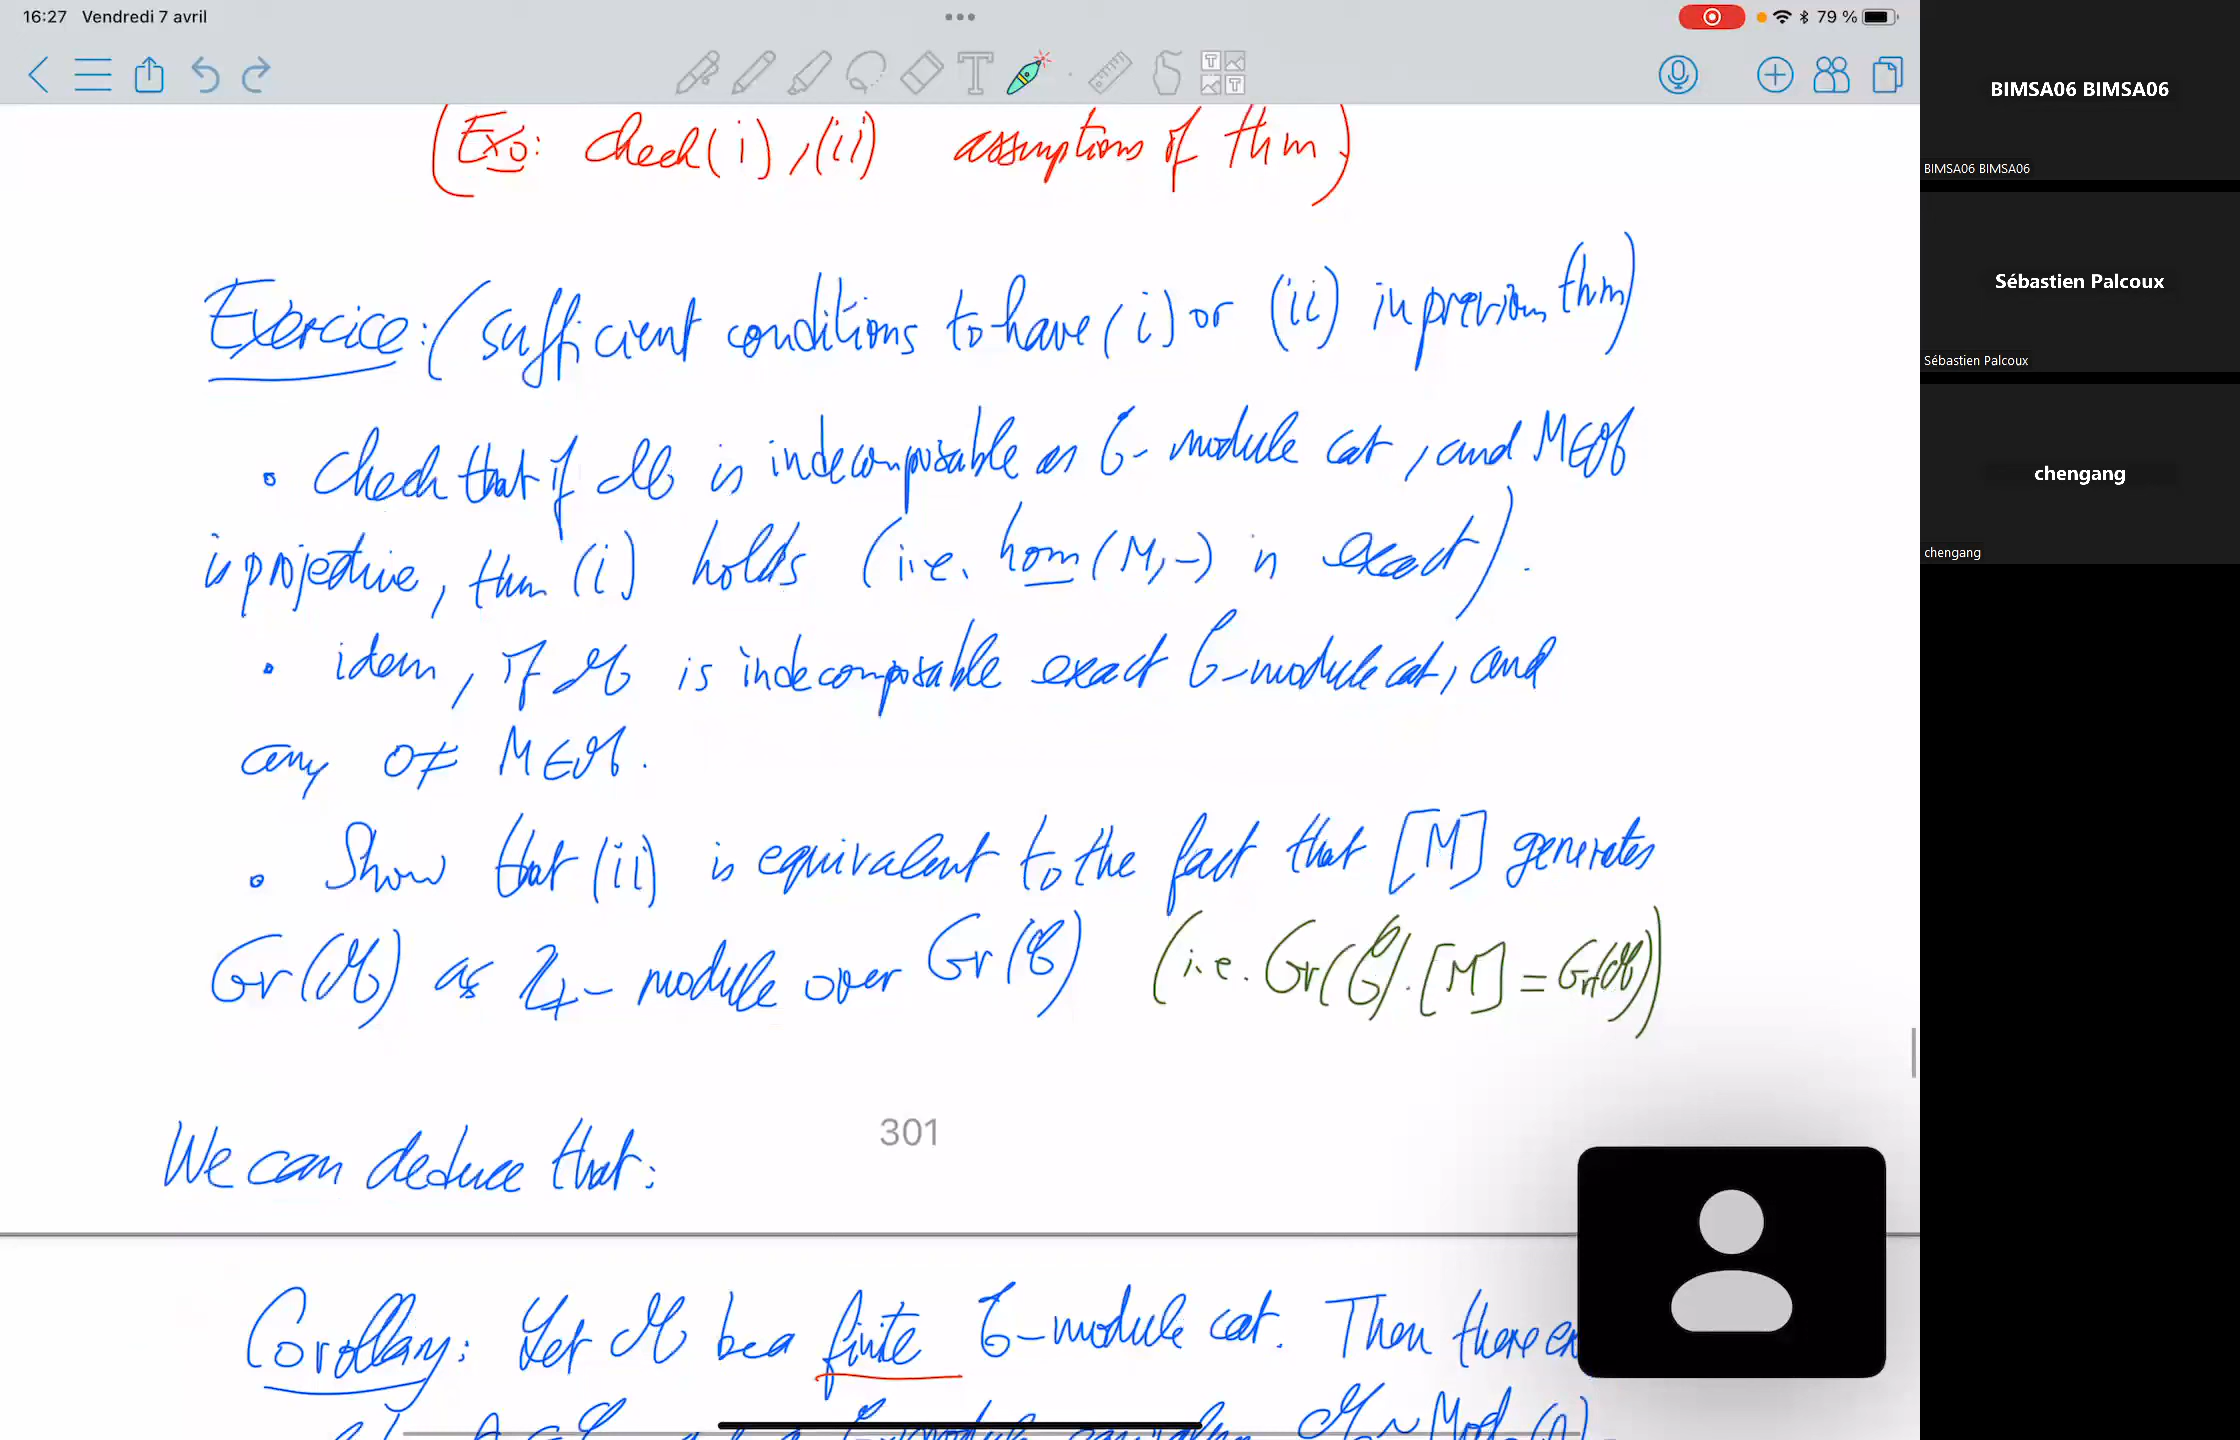 16:27 Vendredi 7 avril
79 %
(Exo: check (i), (ii) assumptions of thm)
Exercice: (sufficient conditions to have (i) or (ii) in previous thm)
• check that if M is indecomposable as C-module cat, and M∈M
is projective, then (i) holds (i.e. hom(M,-) is exact).
• idem, if M is indecomposable exact C-module cat, and
any 0≠ M∈M.
• Show that (ii) is equivalent to the fact that [M] generates
Gr(M) as Z₊-module over Gr(C) (i.e. Gr(C).[M] = Gr(M))
301
We can deduce that:
Corollary: Let M be a finite C-module cat. Then there
BIMSA06 BIMSA06
BIMSA06 BIMSA06
Sébastien Palcoux
Sébastien Palcoux
chengang
chengang